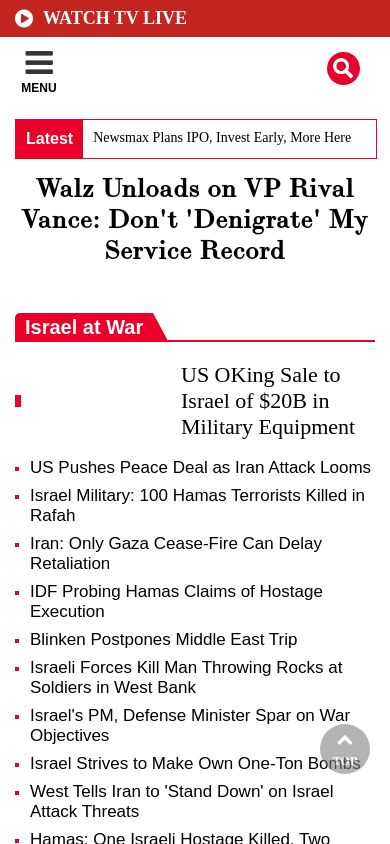 WATCH TV LIVE
MENU
Latest
Newsmax Plans IPO, Invest Early, More Here
Walz Unloads on VP Rival
Vance: Don't 'Denigrate' My
Service Record
Israel at War
US OKing Sale to
Israel of $20B in
Military Equipment
US Pushes Peace Deal as Iran Attack Looms
Israel Military: 100 Hamas Terrorists Killed in
Rafah
Iran: Only Gaza Cease-Fire Can Delay
Retaliation
IDF Probing Hamas Claims of Hostage
Execution
Blinken Postpones Middle East Trip
Israeli Forces Kill Man Throwing Rocks at
Soldiers in West Bank
Israel's PM, Defense Minister Spar on War
Objectives
Israel Strives to Make Own One-Ton Bombs
TOP
West Tells Iran to 'Stand Down' on Israel
Attack Threats
Hamas: One Israeli Hostage Killed, Two